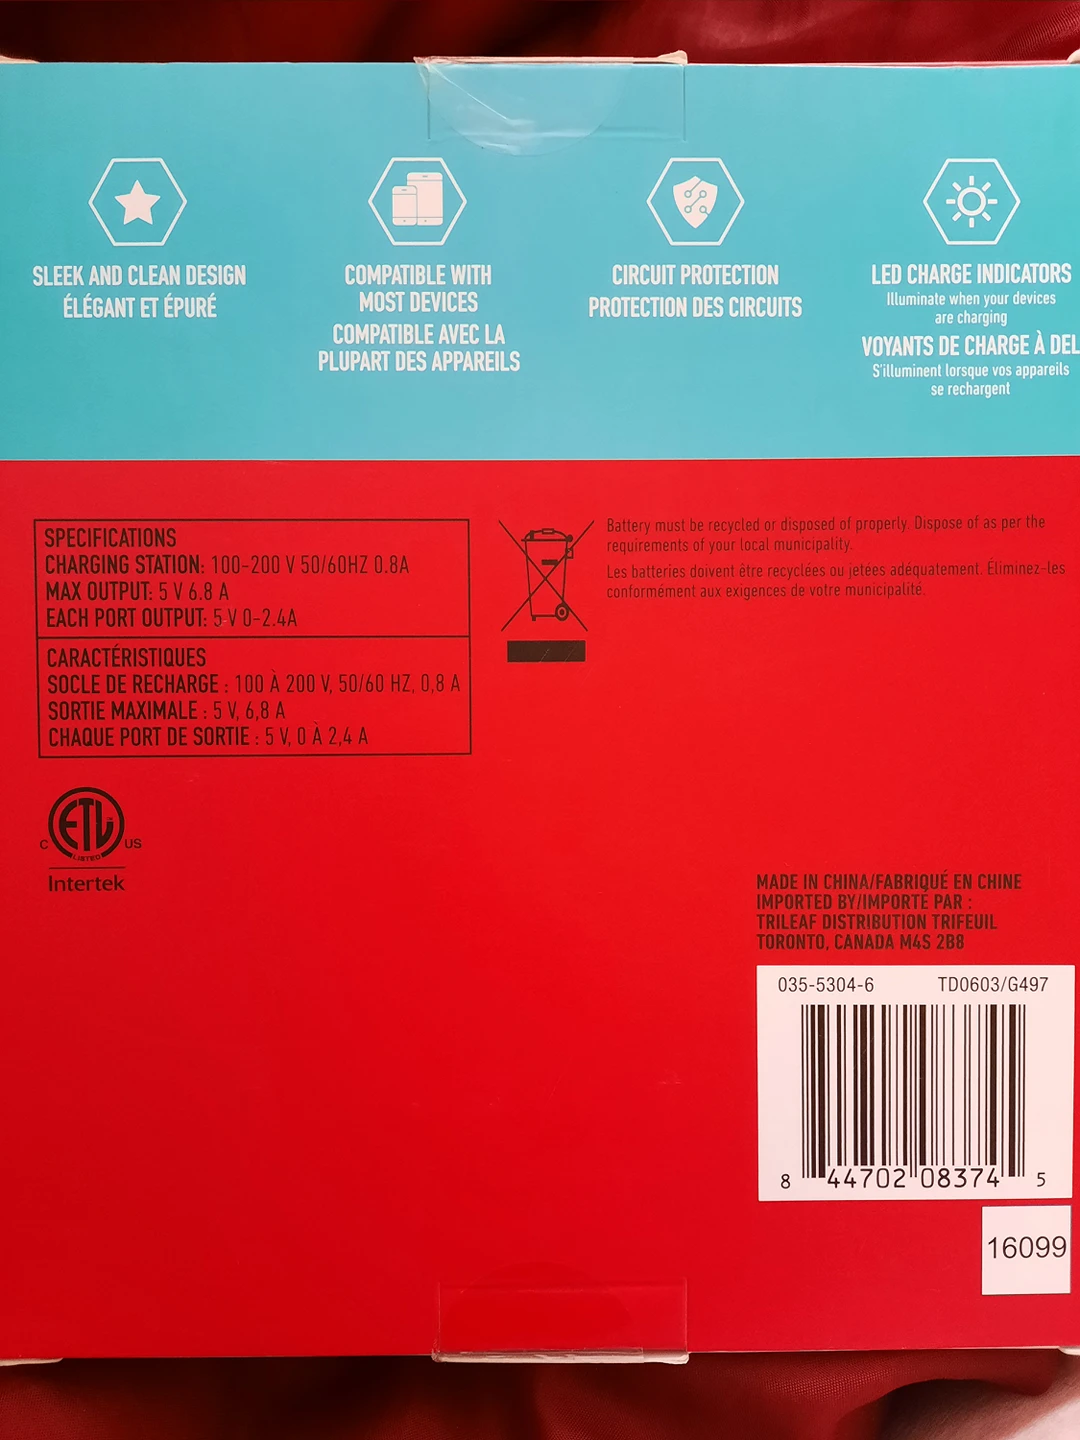 SLEEK AND CLEAN DESIGN
ÉLÉGANT ET ÉPURÉ
COMPATIBLE WITH
MOST DEVICES
COMPATIBLE AVEC LA
PLUPART DES APPAREILS
CIRCUIT PROTECTION
PROTECTION DES CIRCUITS
LED CHARGE INDICATORS
Illuminate when your devices
are charging
VOYANTS DE CHARGE À DEL
S'illuminent lorsque vos appareils
se rechargent
SPECIFICATIONS
CHARGING STATION: 100-200 V 50/60HZ 0.8A
MAX OUTPUT: 5 V 6.8 A
EACH PORT OUTPUT: 5-V 0-2.4A
CARACTÉRISTIQUES
SOCLE DE RECHARGE : 100 À 200 V, 50/60 HZ, 0,8 A
SORTIE MAXIMALE : 5 V, 6,8 A
CHAQUE PORT DE SORTIE : 5 V, 0 À 2,4 A
Battery must be recycled or disposed of properly. Dispose of as per the
requirements of your local municipality.
Les batteries doivent être recyclées ou jetées adéquatement. Éliminez-les
conformément aux exigences de votre municipalité.
ETL
LISTED
C US
Intertek
MADE IN CHINA/FABRIQUÉ EN CHINE
IMPORTED BY/IMPORTÉ PAR :
TRILEAF DISTRIBUTION TRIFEUIL
TORONTO, CANADA M4S 2B8
035-5304-6 TD0603/G497
8 44702 08374 5
16099